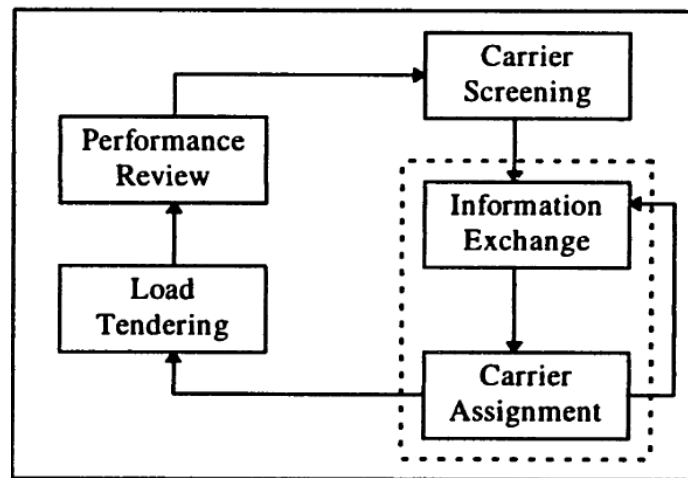 Carrier
Screening
Performance
Review
Information
Exchange
Load
Tendering
Carrier
Assignment